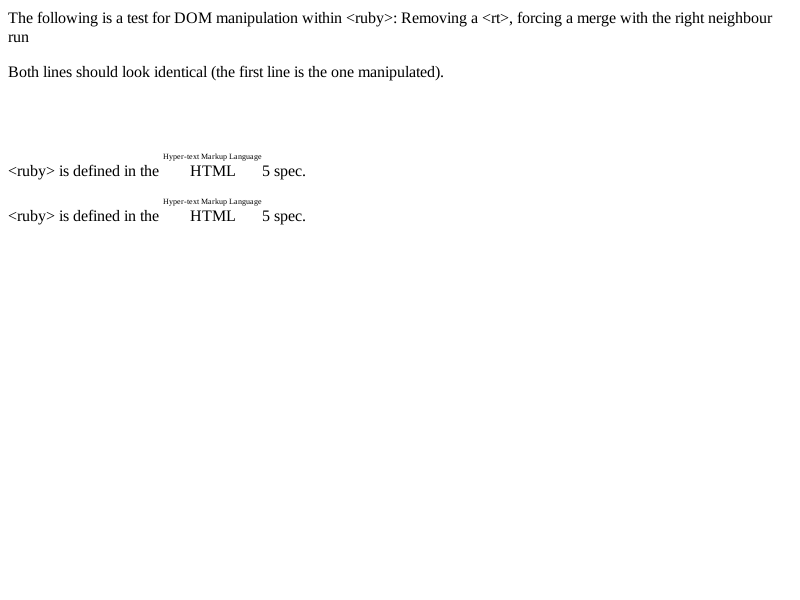 The following is a test for DOM manipulation within <ruby>: Removing a <rt>, forcing a merge with the right neighbour
run
Both lines should look identical (the first line is the one manipulated).
Hyper-text Markup Language
<ruby> is defined in the HTML 5 spec.
Hyper-text Markup Language
<ruby> is defined in the HTML 5 spec.